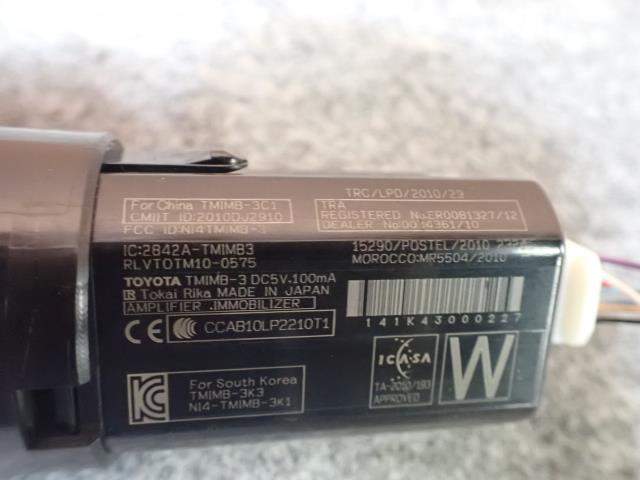 For China TMIMB-3C1
CMIIT ID:2010DJ2910
FCC ID:NI4TMIMB-3
IC:2842A-TMIMB3
RLVTOTM10-0575
TOYOTA TMIMB-3 DC5V.100mA
Tokai Rika MADE IN JAPAN
AMPLIFIER ,IMMOBILIZER
CE CCAB10LP2210T1
For South Korea
TMIMB-3K3
NI4-TMIMB-3K1
TRC/LPD/2010/29
TRA
REGISTERED No:ER0081327/12
DEALER No:0014361/10
15290/POSTEL/2010
MOROCCO:MR5504/2010
141K43000227
ICASA
TA-2010/193
APPROVED
W